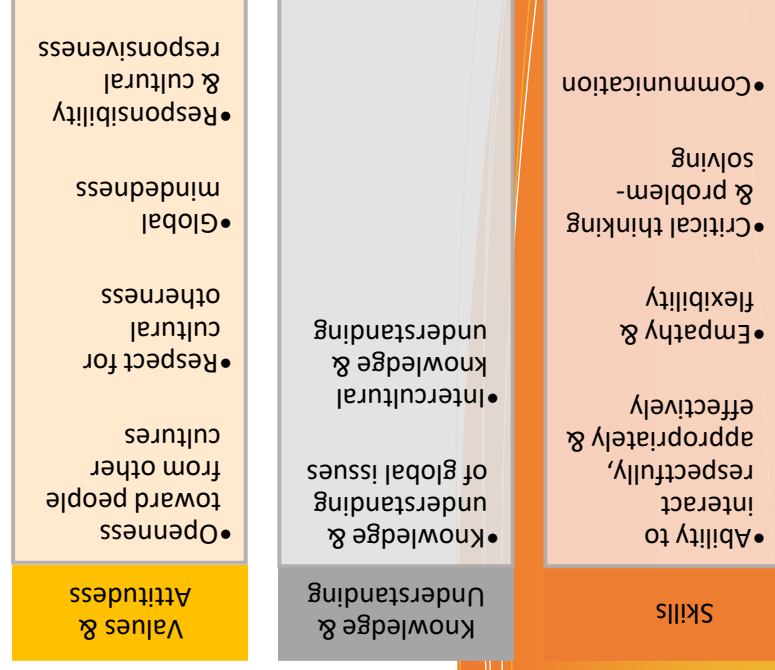 Skills
•Ability to
interact
respectfully,
appropriately &
effectively
•Empathy &
flexibility
•Critical thinking
& problem-
solving
•Communication
Knowledge &
Understanding
•Knowledge &
understanding
of global issues
•Intercultural
knowledge &
understanding
Values &
Attitudess
•Openness
toward people
from other
cultures
•Respect for
cultural
otherness
•Global
mindedness
•Responsibility
& cultural
responsiveness